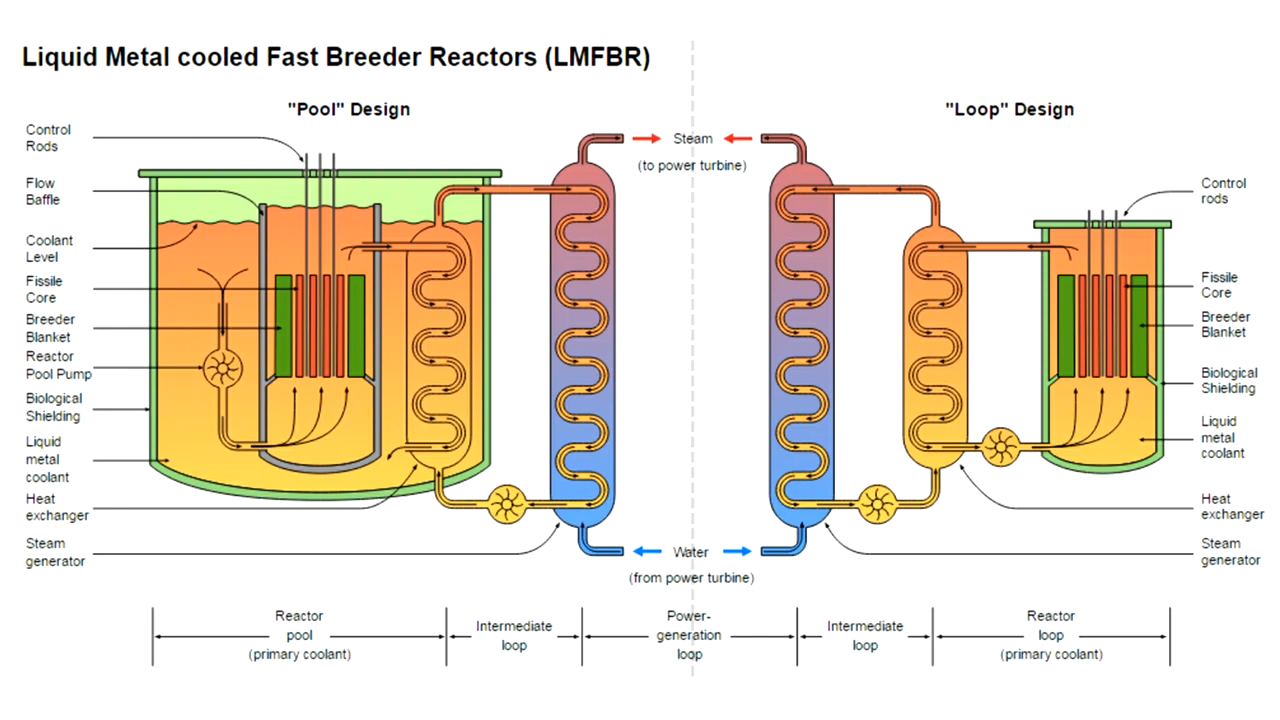 Liquid Metal cooled Fast Breeder Reactors (LMFBR)
"Pool" Design
Control
Rods
Flow
Baffle
Coolant
Level
Fissile
Core
Breeder
Blanket
Reactor
Pool Pump
Biological
Shielding
Liquid
metal
coolant
Heat
exchanger
Steam
generator
Steam
(to power turbine)
Water
(from power turbine)
"Loop" Design
Control
rods
Fissile
Core
Breeder
Blanket
Biological
Shielding
Liquid
metal
coolant
Heat
exchanger
Steam
generator
Reactor
pool
(primary coolant)
Intermediate
loop
Power-
generation
loop
Intermediate
loop
Reactor
loop
(primary coolant)